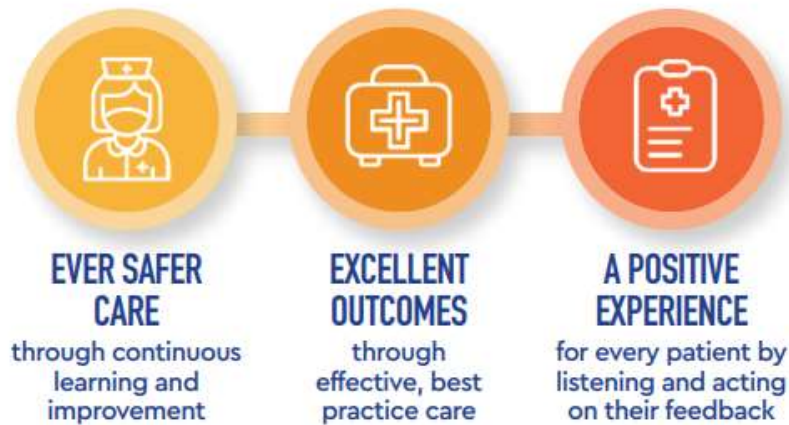 EVER SAFER
CARE
through continuous
learning and
improvement
EXCELLENT
OUTCOMES
through
effective, best
practice care
A POSITIVE
EXPERIENCE
for every patient by
listening and acting
on their feedback